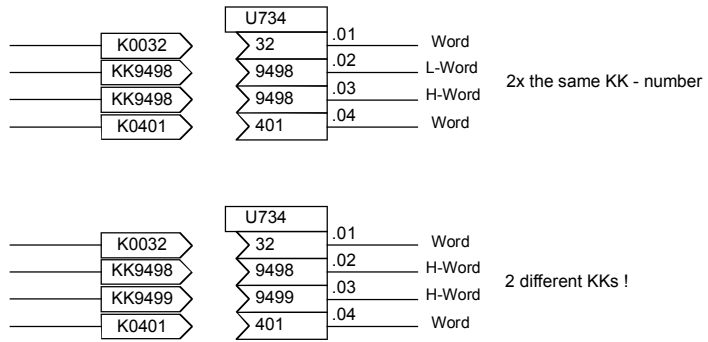 U734
K0032 32 .01 Word
KK9498 9498 .02 L-Word
KK9498 9498 .03 H-Word
K0401 401 .04 Word
2x the same KK - number
U734
K0032 32 .01 Word
KK9498 9498 .02 H-Word
KK9499 9499 .03 H-Word
K0401 401 .04 Word
2 different KKs !